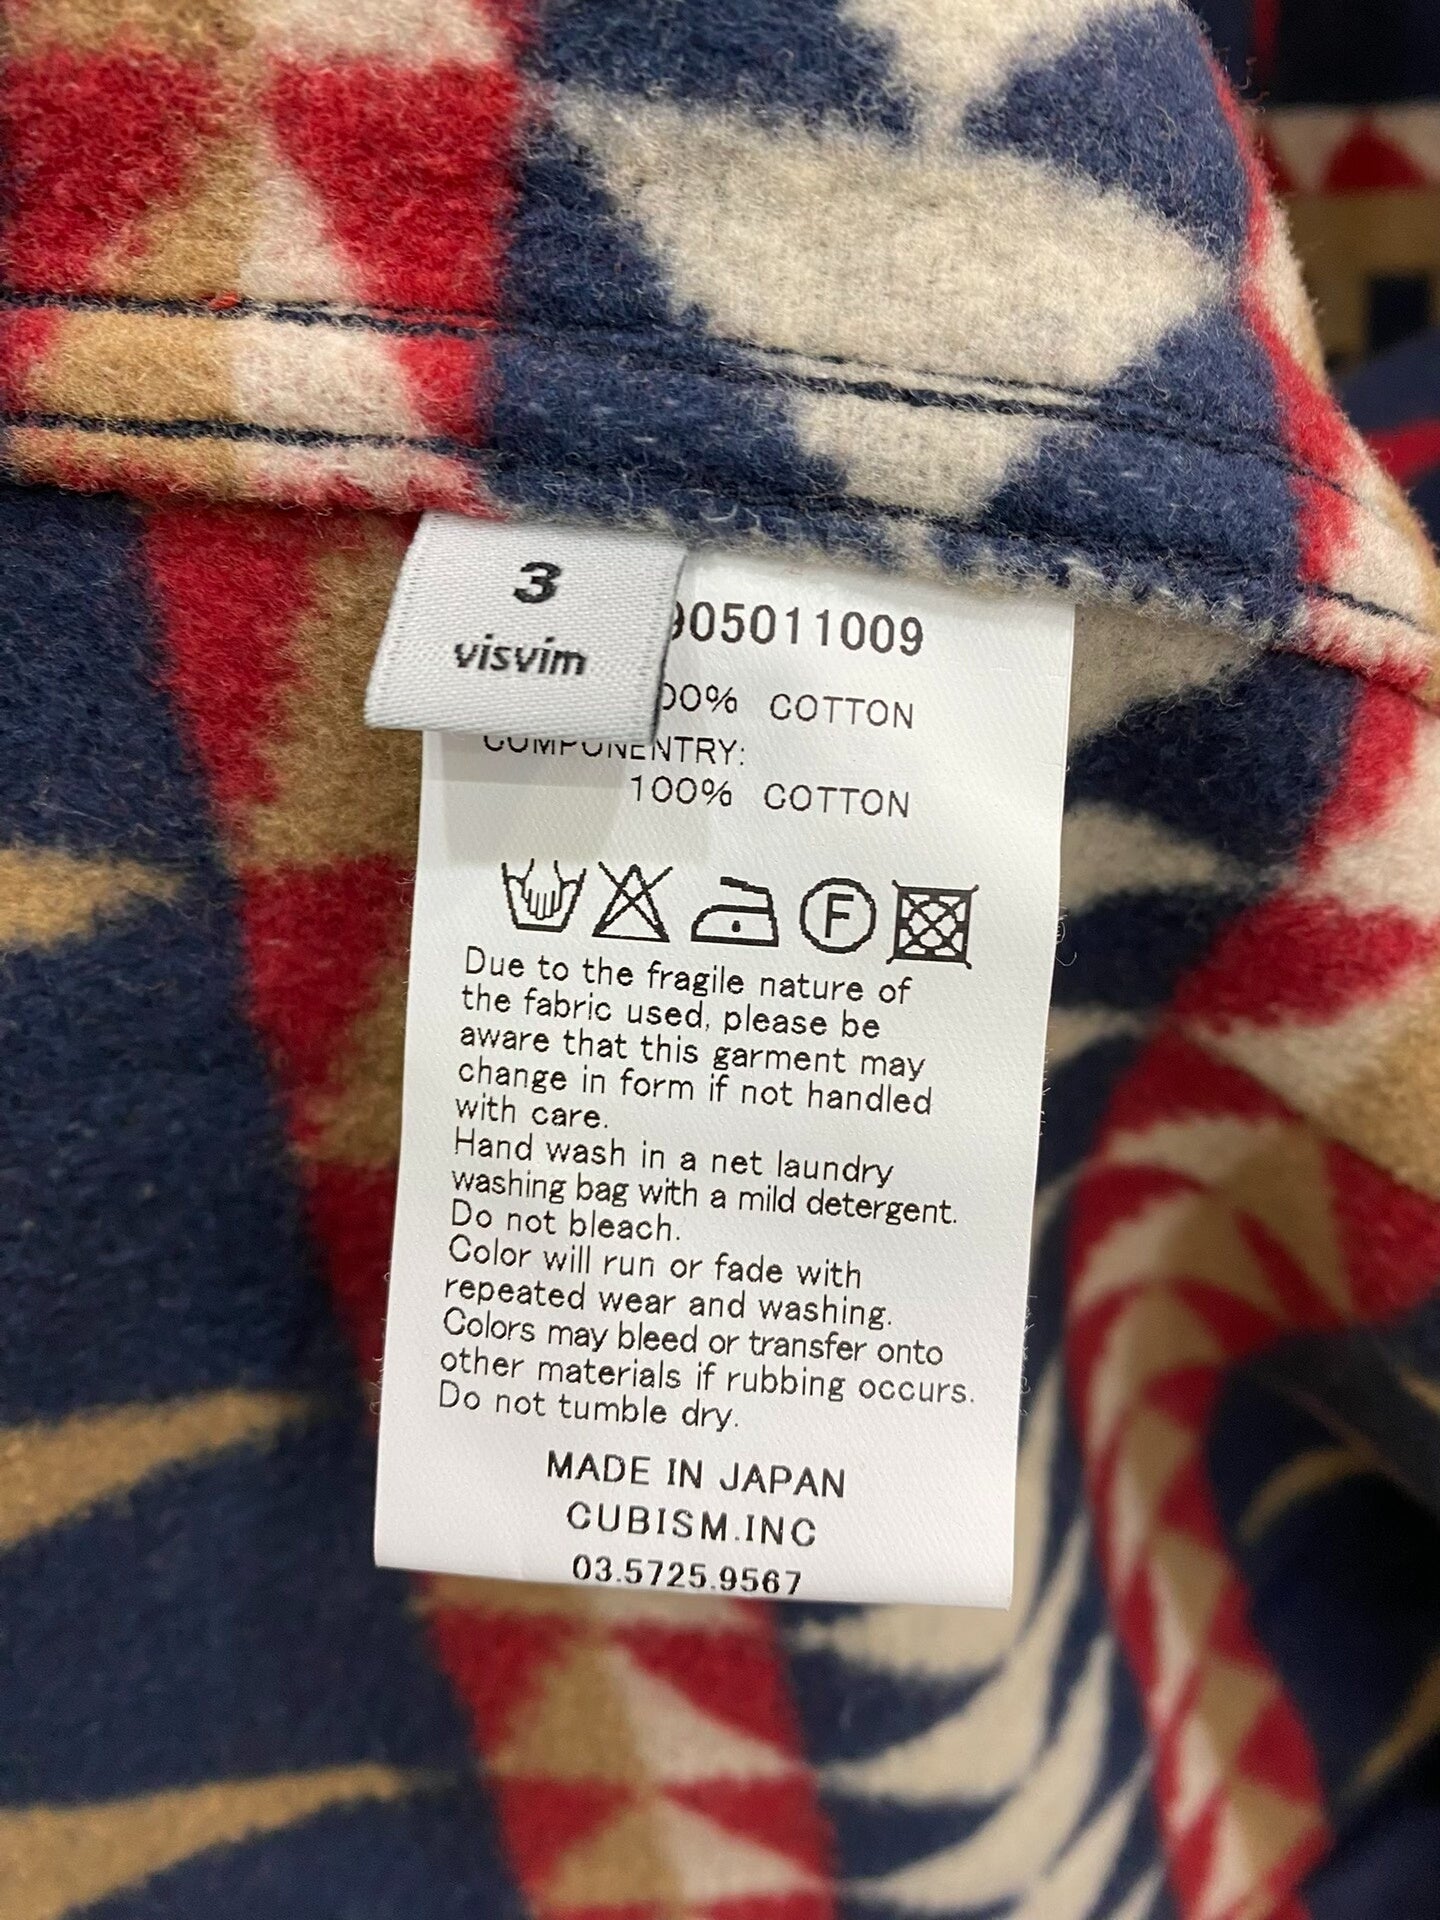 3
visvim
905011009
00% COTTON
COMPONENTRY:
100% COTTON
F
Due to the fragile nature of
the fabric used, please be
aware that this garment may
change in form if not handled
with care.
Hand wash in a net laundry
washing bag with a mild detergent.
Do not bleach.
Color will run or fade with
repeated wear and washing.
Colors may bleed or transfer onto
other materials if rubbing occurs.
Do not tumble dry.
MADE IN JAPAN
CUBISM.INC
03.5725.9567